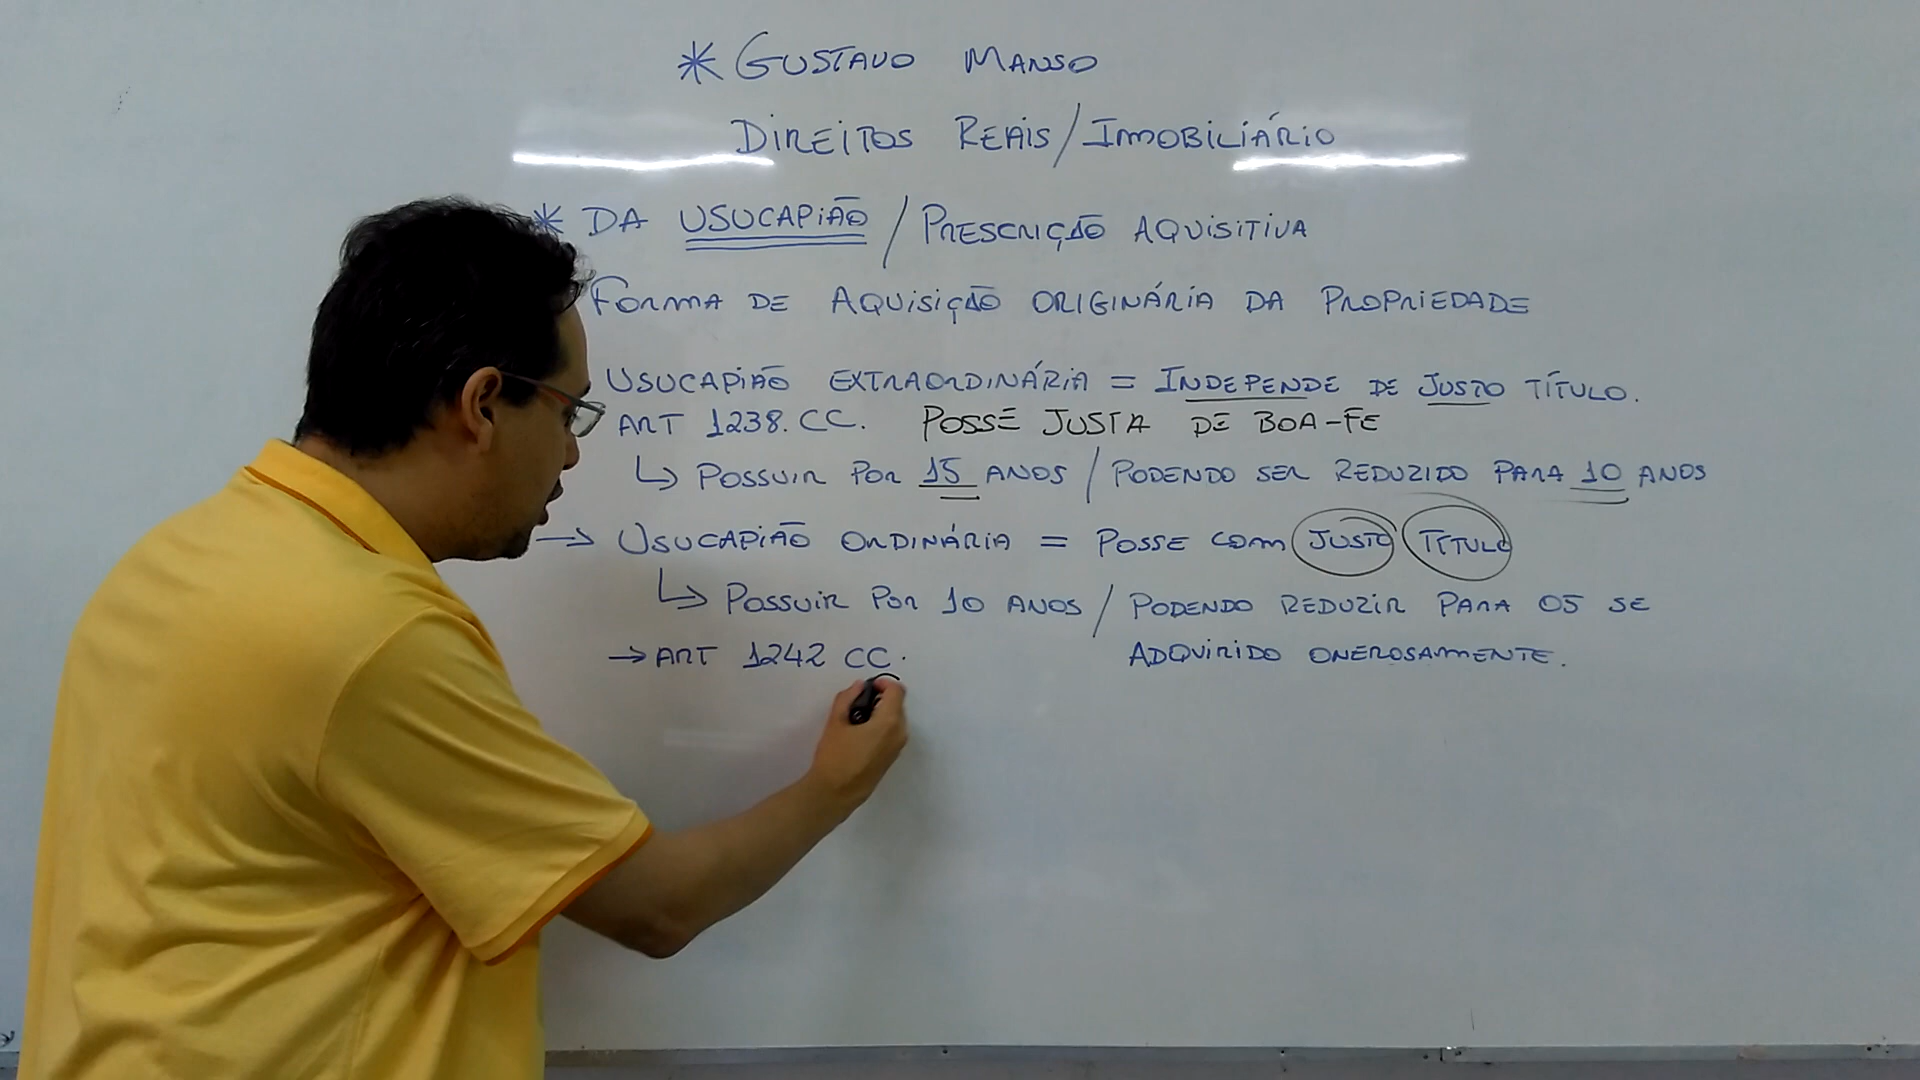 * GUSTAVO MANSO
DIREITOS REAIS / IMOBILIÁRIO
* DA USUCAPIÃO / PRESCRIÇÃO AQUISITIVA
FORMA DE AQUISIÇÃO ORIGINÁRIA DA PROPRIEDADE
USUCAPIÃO EXTRAORDINÁRIA = INDEPENDE DE JUSTO TÍTULO.
ART 1238. CC. POSSE JUSTA DE BOA-FE
↳ POSSUIR POR 15 ANOS / PODENDO SER REDUZIDO PARA 10 ANOS
→ USUCAPIÃO ORDINÁRIA = POSSE COM JUSTO TÍTULO
↳ POSSUIR POR 10 ANOS / PODENDO REDUZIR PARA 05 SE
→ ART 1242 CC. ADQUIRIDO ONEROSAMENTE.